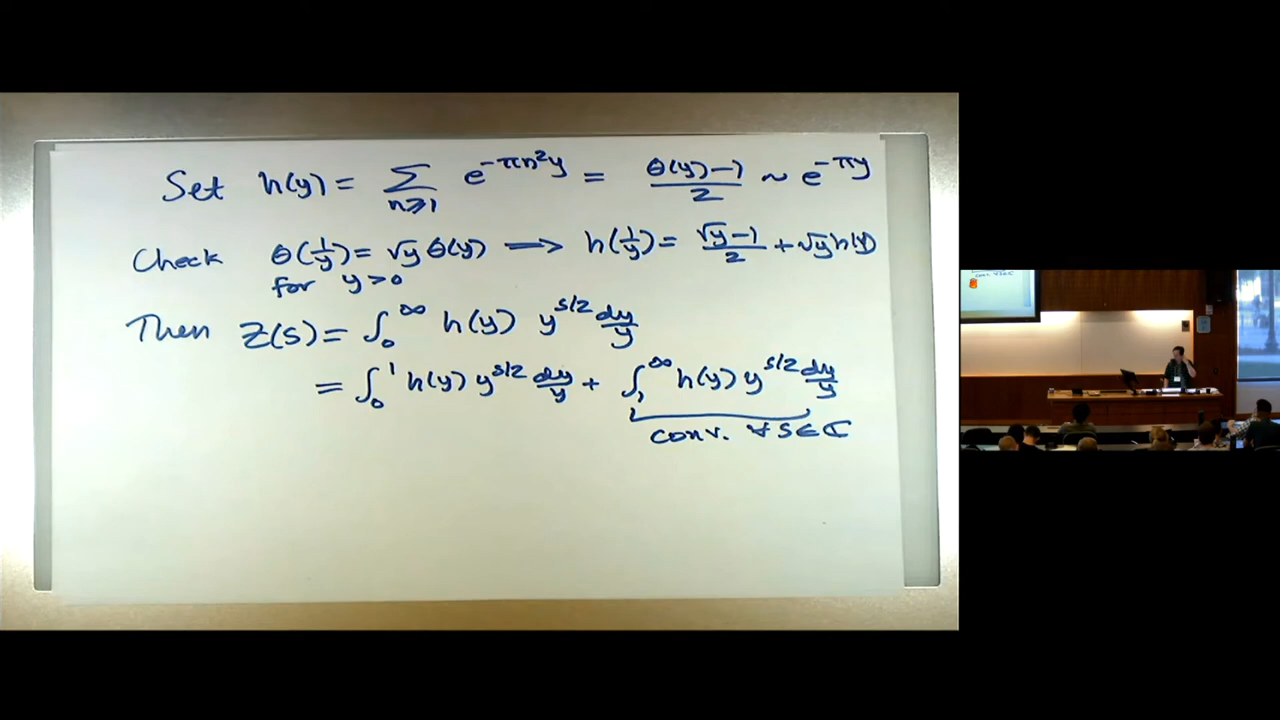 Set h(y) = ∑_{n≥1} e^{-πn²y} = (θ(y)-1)/2 ~ e^{-πy}
Check θ(1/y) = √y θ(y) ⟹ h(1/y) = (√y-1)/2 + √y h(y)
for y>0
Then Z(s) = ∫_0^∞ h(y) y^{s/2} dy/y
= ∫_0^1 h(y) y^{s/2} dy/y + ∫_1^∞ h(y) y^{s/2} dy/y
conv. ∀ s∈ℂ